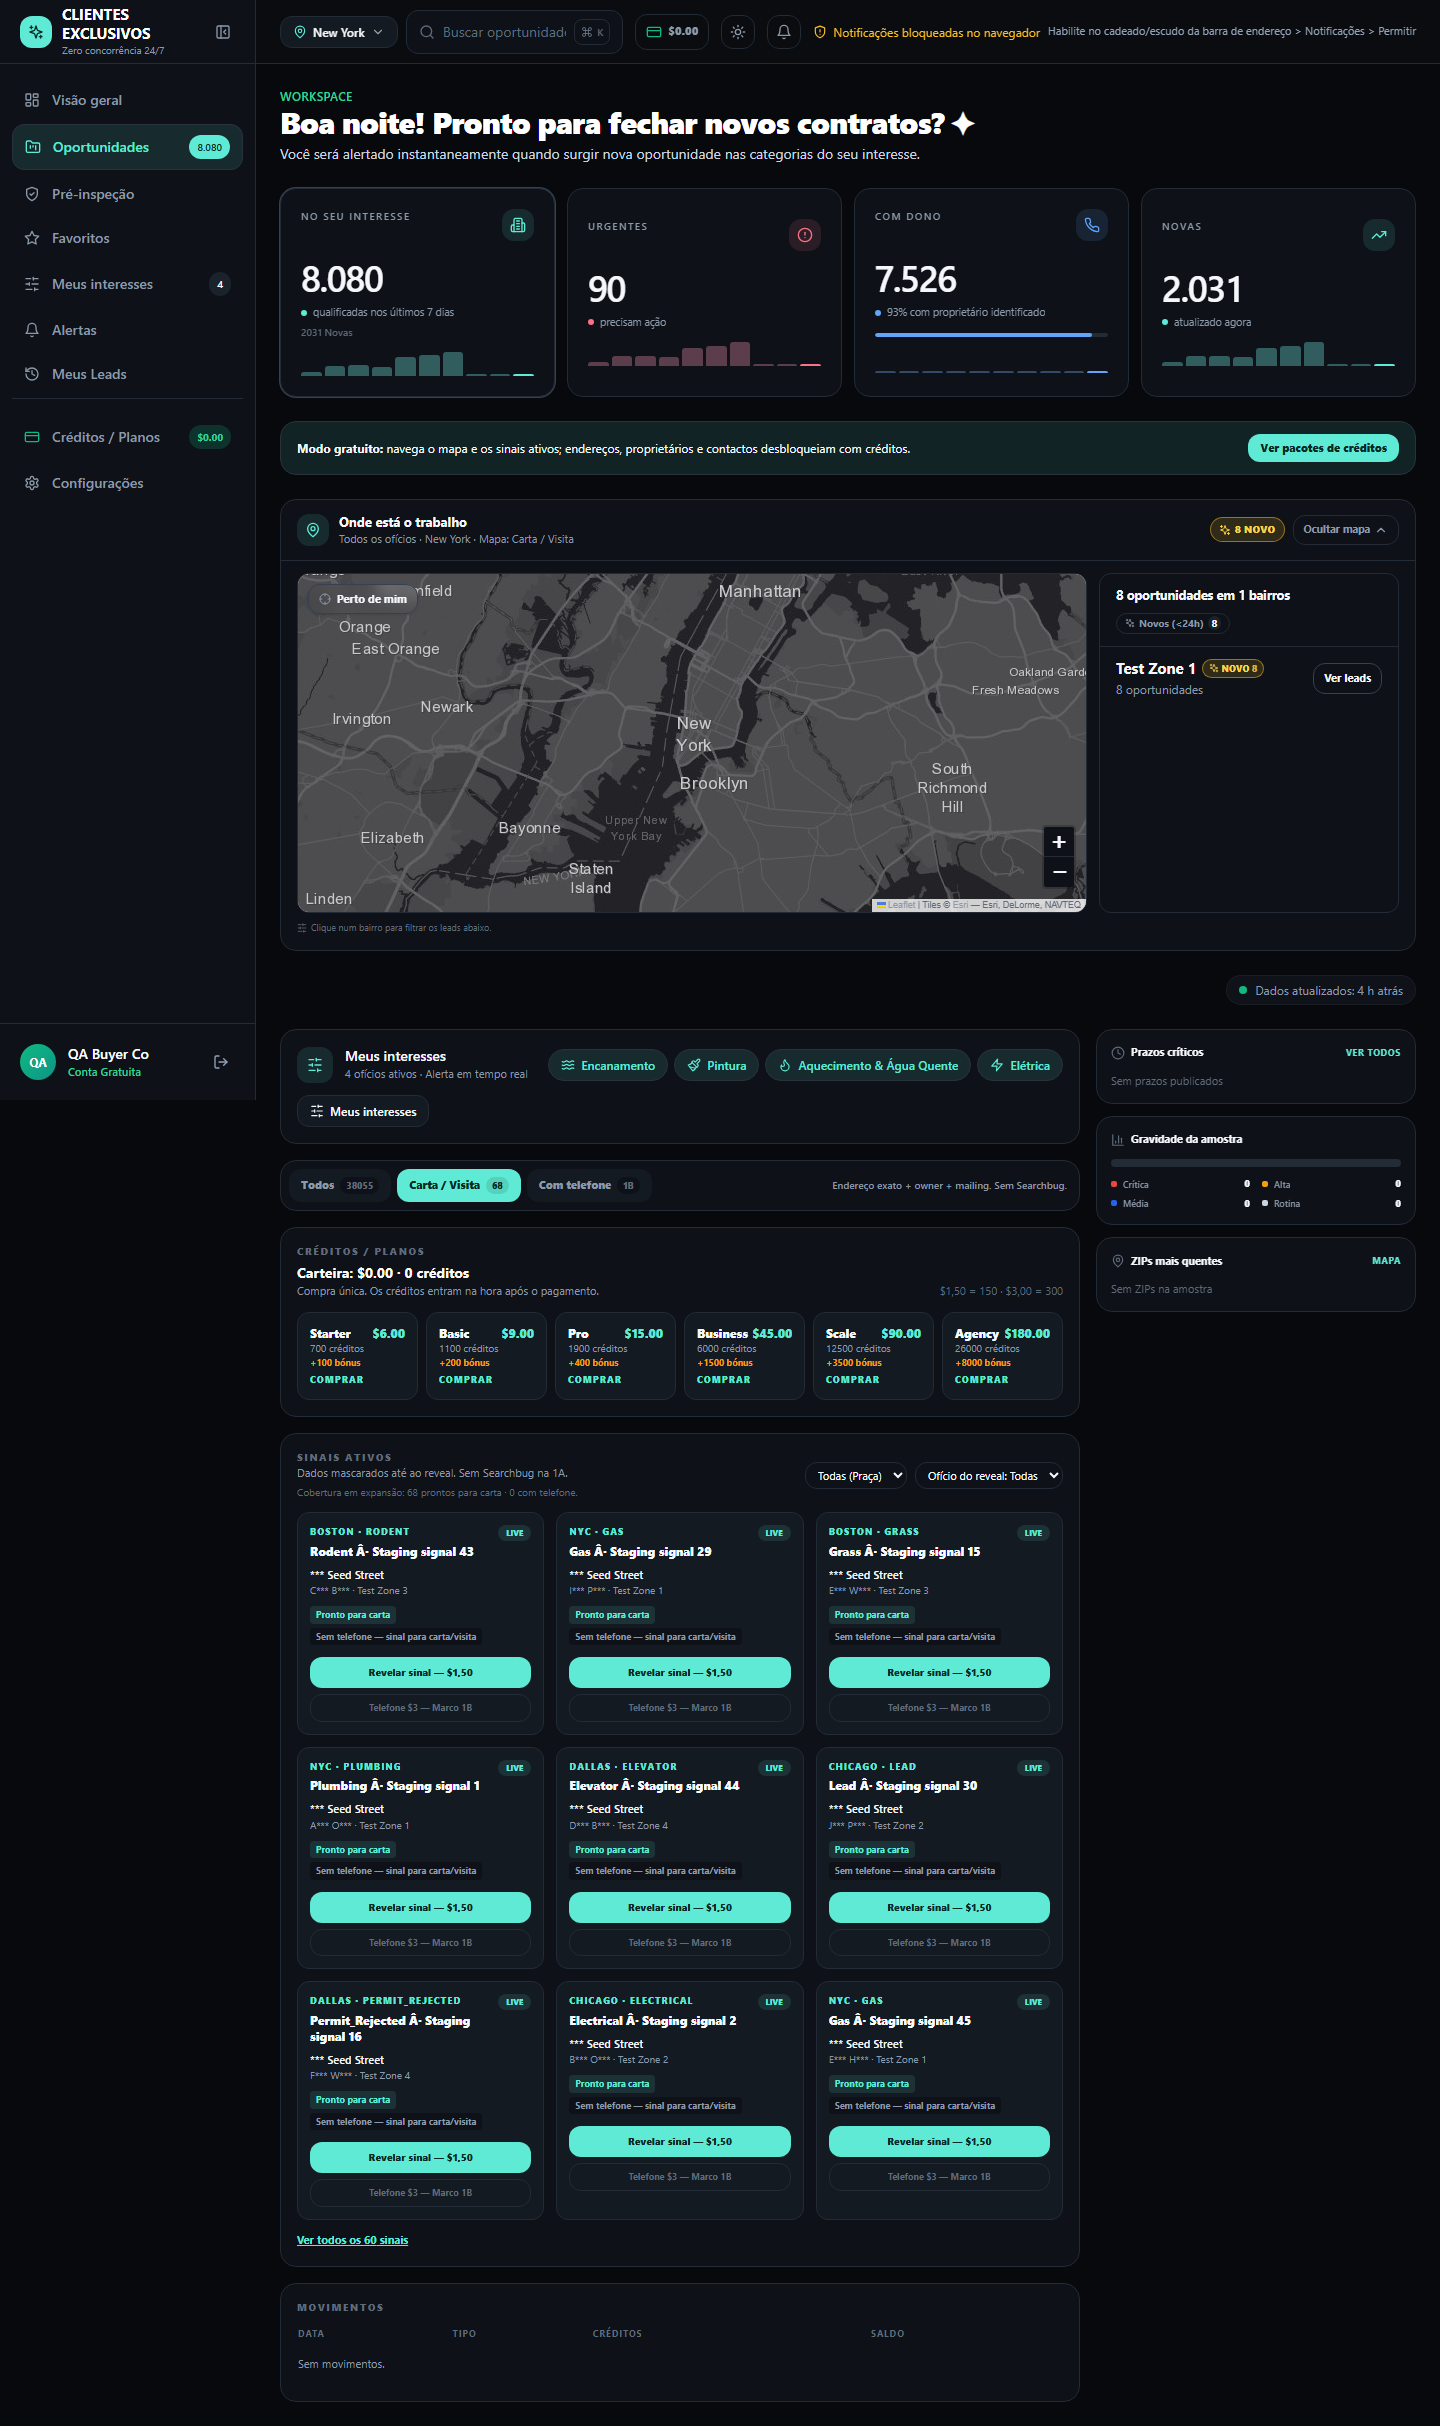 CLIENTES
EXCLUSIVOS
Zero concorrência 24/7
New York
Buscar oportunidad
⌘ K
$0.00
Notificações bloqueadas no navegador
Habilite no cadeado/escudo da barra de endereço > Notificações > Permitir
Visão geral
Oportunidades
8.080
Pré-inspeção
Favoritos
Meus interesses
4
Alertas
Meus Leads
Créditos / Planos
$0.00
Configurações
QA
QA Buyer Co
Conta Gratuita
WORKSPACE
Boa noite! Pronto para fechar novos contratos? ✦
Você será alertado instantaneamente quando surgir nova oportunidade nas categorias do seu interesse.
NO SEU INTERESSE
8.080
qualificadas nos últimos 7 dias
2031 Novas
URGENTES
90
precisam ação
COM DONO
7.526
93% com proprietário identificado
NOVAS
2.031
atualizado agora
Modo gratuito: navega o mapa e os sinais ativos; endereços, proprietários e contactos desbloqueiam com créditos.
Ver pacotes de créditos
Onde está o trabalho
Todos os ofícios · New York · Mapa: Carta / Visita
8 NOVO
Ocultar mapa
Perto de mim
nfield
Manhattan
Orange
East Orange
Oakland Gard
Fresh Meadows
Newark
Irvington
New
York
Brooklyn
South
Richmond
Hill
Upper New
York Bay
Bayonne
Elizabeth
Staten
Island
NEW YO
Linden
+
−
Leaflet | Tiles © Esri — Esri, DeLorme, NAVTEQ
8 oportunidades em 1 bairros
Novos (<24h) 8
Test Zone 1
NOVO 8
8 oportunidades
Ver leads
Clique num bairro para filtrar os leads abaixo.
Dados atualizados: 4 h atrás
Meus interesses
4 ofícios ativos · Alerta em tempo real
Encanamento
Pintura
Aquecimento & Água Quente
Elétrica
Meus interesses
Todos 38055
Carta / Visita 68
Com telefone 1B
Endereço exato + owner + mailing. Sem Searchbug.
CRÉDITOS / PLANOS
Carteira: $0.00 · 0 créditos
Compra única. Os créditos entram na hora após o pagamento.
$1,50 = 150 · $3,00 = 300
Starter $6.00
700 créditos
+100 bónus
COMPRAR
Basic $9.00
1100 créditos
+200 bónus
COMPRAR
Pro $15.00
1900 créditos
+400 bónus
COMPRAR
Business $45.00
6000 créditos
+1500 bónus
COMPRAR
Scale $90.00
12500 créditos
+3500 bónus
COMPRAR
Agency $180.00
26000 créditos
+8000 bónus
COMPRAR
SINAIS ATIVOS
Dados mascarados até ao reveal. Sem Searchbug na 1A.
Cobertura em expansão: 68 prontos para carta · 0 com telefone.
Todas (Praça)
Ofício do reveal: Todas
BOSTON · RODENT
LIVE
Rodent Â· Staging signal 43
*** Seed Street
C*** B*** · Test Zone 3
Pronto para carta
Sem telefone — sinal para carta/visita
Revelar sinal — $1,50
Telefone $3 — Marco 1B
NYC · GAS
LIVE
Gas Â· Staging signal 29
*** Seed Street
I*** P*** · Test Zone 1
Pronto para carta
Sem telefone — sinal para carta/visita
Revelar sinal — $1,50
Telefone $3 — Marco 1B
BOSTON · GRASS
LIVE
Grass Â· Staging signal 15
*** Seed Street
E*** W*** · Test Zone 3
Pronto para carta
Sem telefone — sinal para carta/visita
Revelar sinal — $1,50
Telefone $3 — Marco 1B
NYC · PLUMBING
LIVE
Plumbing Â· Staging signal 1
*** Seed Street
A*** O*** · Test Zone 1
Pronto para carta
Sem telefone — sinal para carta/visita
Revelar sinal — $1,50
Telefone $3 — Marco 1B
DALLAS · ELEVATOR
LIVE
Elevator Â· Staging signal 44
*** Seed Street
D*** B*** · Test Zone 4
Pronto para carta
Sem telefone — sinal para carta/visita
Revelar sinal — $1,50
Telefone $3 — Marco 1B
CHICAGO · LEAD
LIVE
Lead Â· Staging signal 30
*** Seed Street
J*** P*** · Test Zone 2
Pronto para carta
Sem telefone — sinal para carta/visita
Revelar sinal — $1,50
Telefone $3 — Marco 1B
DALLAS · PERMIT_REJECTED
LIVE
Permit_Rejected Â· Staging
signal 16
*** Seed Street
F*** W*** · Test Zone 4
Pronto para carta
Sem telefone — sinal para carta/visita
Revelar sinal — $1,50
Telefone $3 — Marco 1B
CHICAGO · ELECTRICAL
LIVE
Electrical Â· Staging signal 2
*** Seed Street
B*** O*** · Test Zone 2
Pronto para carta
Sem telefone — sinal para carta/visita
Revelar sinal — $1,50
Telefone $3 — Marco 1B
NYC · GAS
LIVE
Gas Â· Staging signal 45
*** Seed Street
E*** H*** · Test Zone 1
Pronto para carta
Sem telefone — sinal para carta/visita
Revelar sinal — $1,50
Telefone $3 — Marco 1B
Ver todos os 60 sinais
MOVIMENTOS
DATA TIPO CRÉDITOS SALDO
Sem movimentos.
Prazos críticos
VER TODOS
Sem prazos publicados
Gravidade da amostra
Crítica 0
Alta 0
Média 0
Rotina 0
ZIPs mais quentes
MAPA
Sem ZIPs na amostra